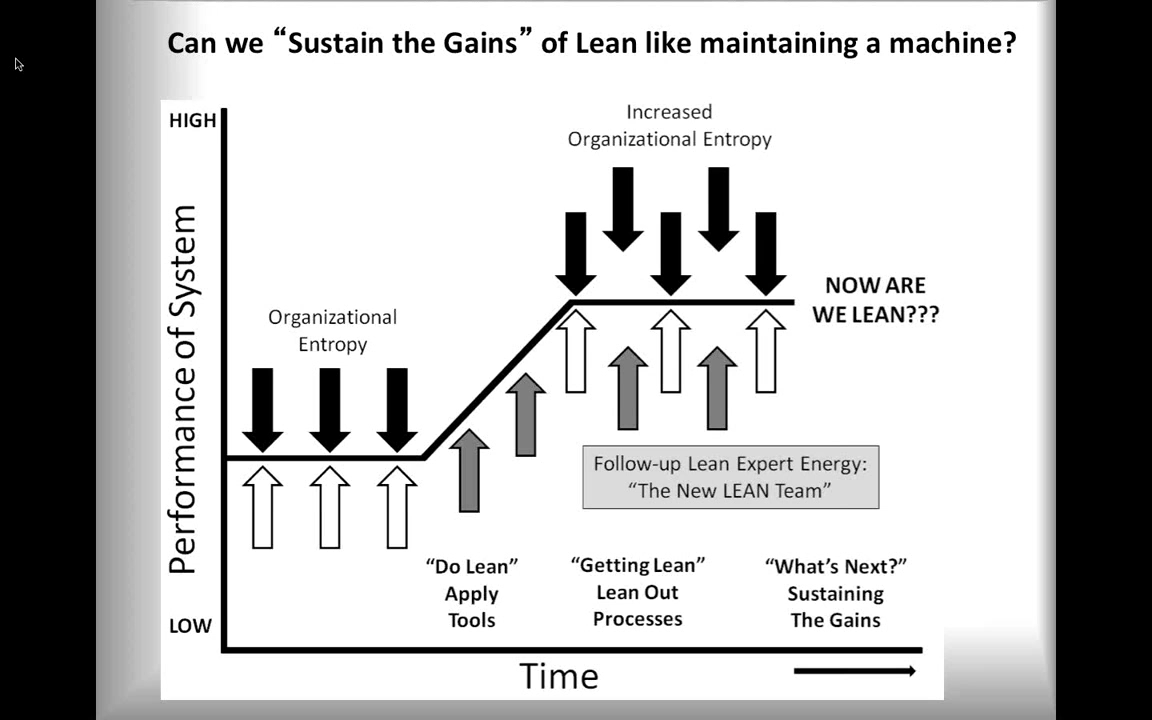 Can we “Sustain the Gains” of Lean like maintaining a machine?
HIGH
Increased
Organizational Entropy
Performance of System
NOW ARE
WE LEAN???
Organizational
Entropy
Follow-up Lean Expert Energy:
“The New LEAN Team”
“Do Lean”
Apply
Tools
“Getting Lean”
Lean Out
Processes
“What’s Next?”
Sustaining
The Gains
LOW
Time